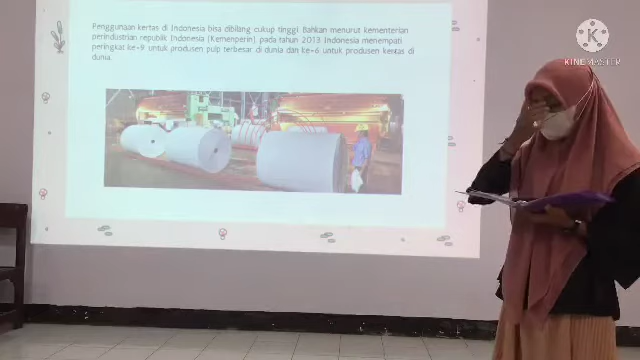 Penggunaan kertas di Indonesia bisa dibilang cukup tinggi. Bahkan menurut kementerian
perindustrian republik Indonesia (Kemenperin), pada tahun 2013 Indonesia menempati
peringkat ke-9 untuk produsen pulp terbesar di dunia dan ke-6 untuk produsen kertas di
dunia.
K
KINEMASTER